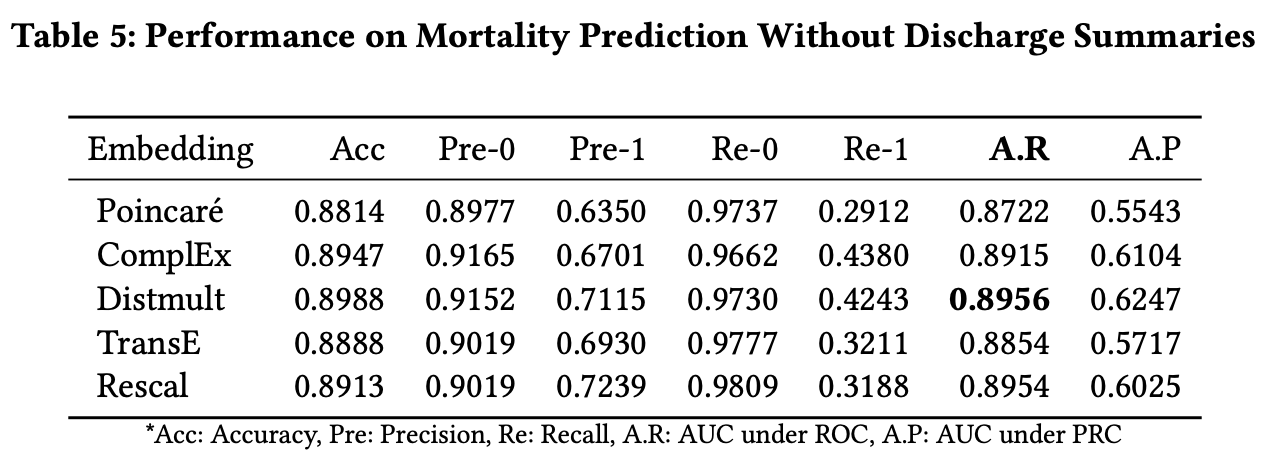 Table 5: Performance on Mortality Prediction Without Discharge Summaries
Embedding Acc Pre-0 Pre-1 Re-0 Re-1 A.R A.P
Poincaré 0.8814 0.8977 0.6350 0.9737 0.2912 0.8722 0.5543
ComplEx 0.8947 0.9165 0.6701 0.9662 0.4380 0.8915 0.6104
Distmult 0.8988 0.9152 0.7115 0.9730 0.4243 0.8956 0.6247
TransE 0.8888 0.9019 0.6930 0.9777 0.3211 0.8854 0.5717
Rescal 0.8913 0.9019 0.7239 0.9809 0.3188 0.8954 0.6025
*Acc: Accuracy, Pre: Precision, Re: Recall, A.R: AUC under ROC, A.P: AUC under PRC